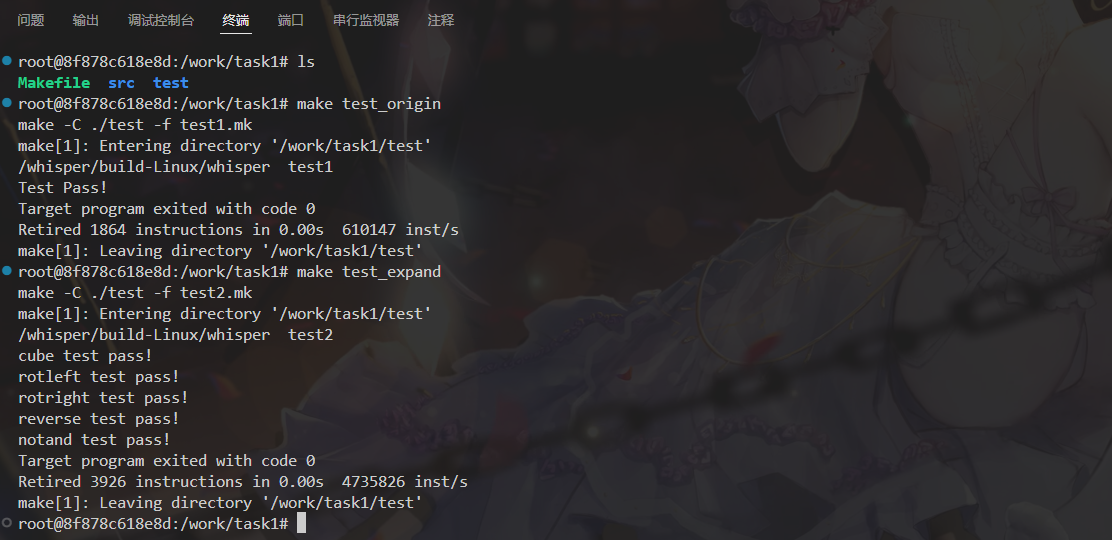 问题 输出 调试控制台 终端 端口 串行监视器 注释
root@8f878c618e8d:/work/task1# ls
Makefile  src  test
root@8f878c618e8d:/work/task1# make test_origin
make -C ./test -f test1.mk
make[1]: Entering directory '/work/task1/test'
/whisper/build-Linux/whisper  test1
Test Pass!
Target program exited with code 0
Retired 1864 instructions in 0.00s  610147 inst/s
make[1]: Leaving directory '/work/task1/test'
root@8f878c618e8d:/work/task1# make test_expand
make -C ./test -f test2.mk
make[1]: Entering directory '/work/task1/test'
/whisper/build-Linux/whisper  test2
cube test pass!
rotleft test pass!
rotright test pass!
reverse test pass!
notand test pass!
Target program exited with code 0
Retired 3926 instructions in 0.00s  4735826 inst/s
make[1]: Leaving directory '/work/task1/test'
root@8f878c618e8d:/work/task1#